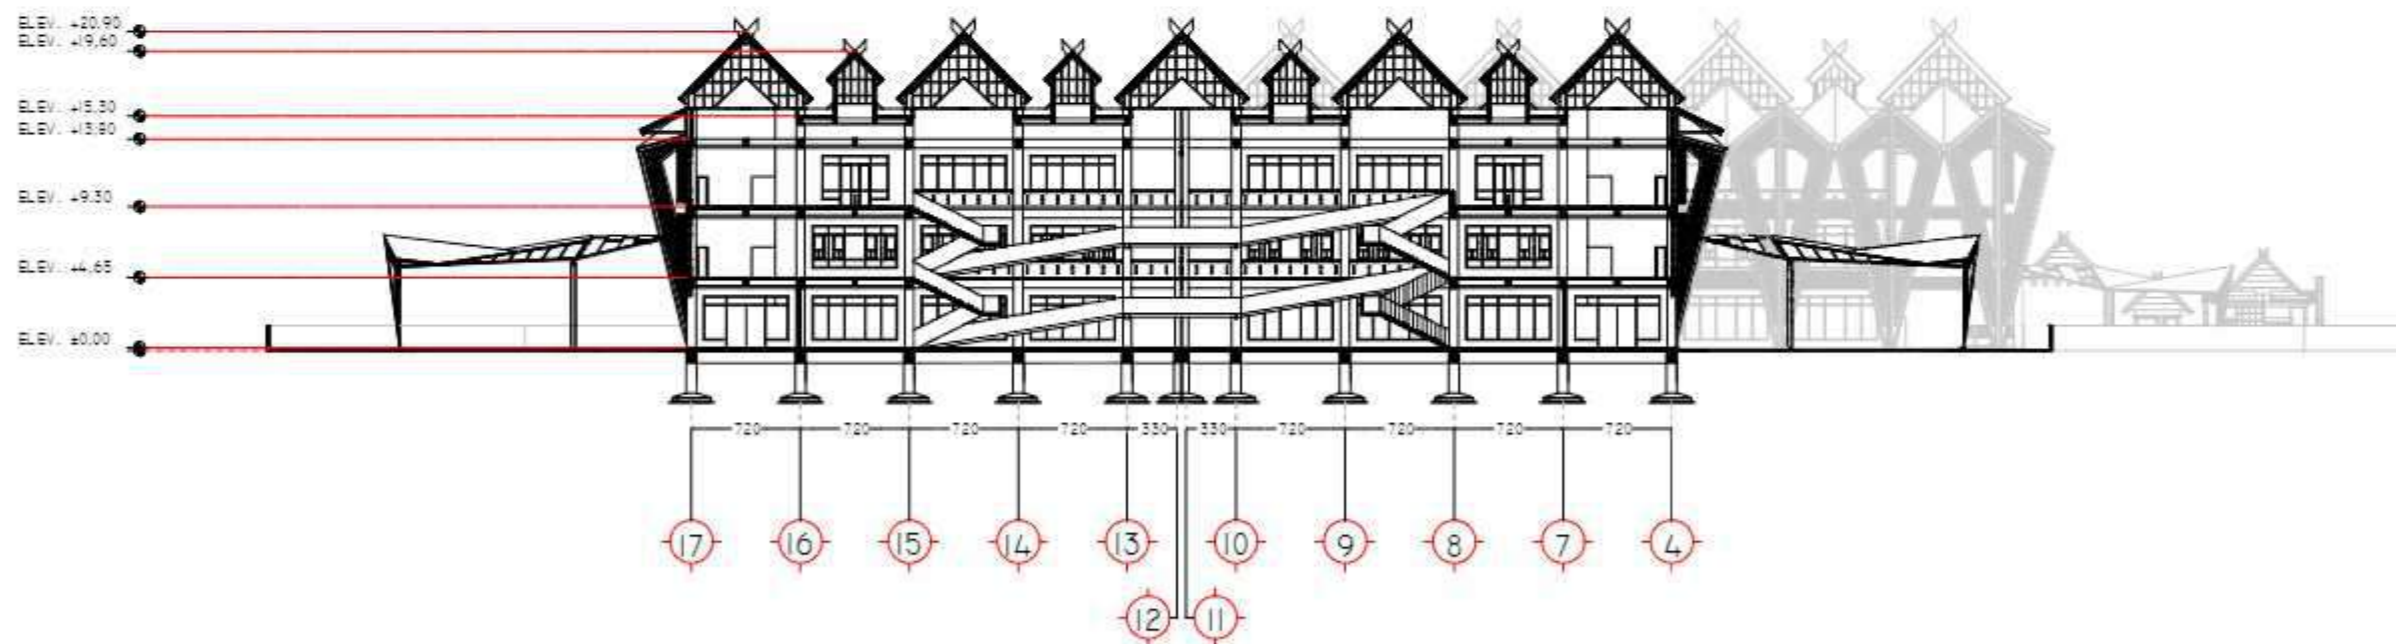 ELEV. +20.90
ELEV. +19.60
ELEV. +15.30
ELEV. +13.80
ELEV. +9.30
ELEV. +4.65
ELEV. ±0.00
720 720 720 720 330 330 720 720 720 720
17 16 15 14 13 10 9 8 7 4
12 11